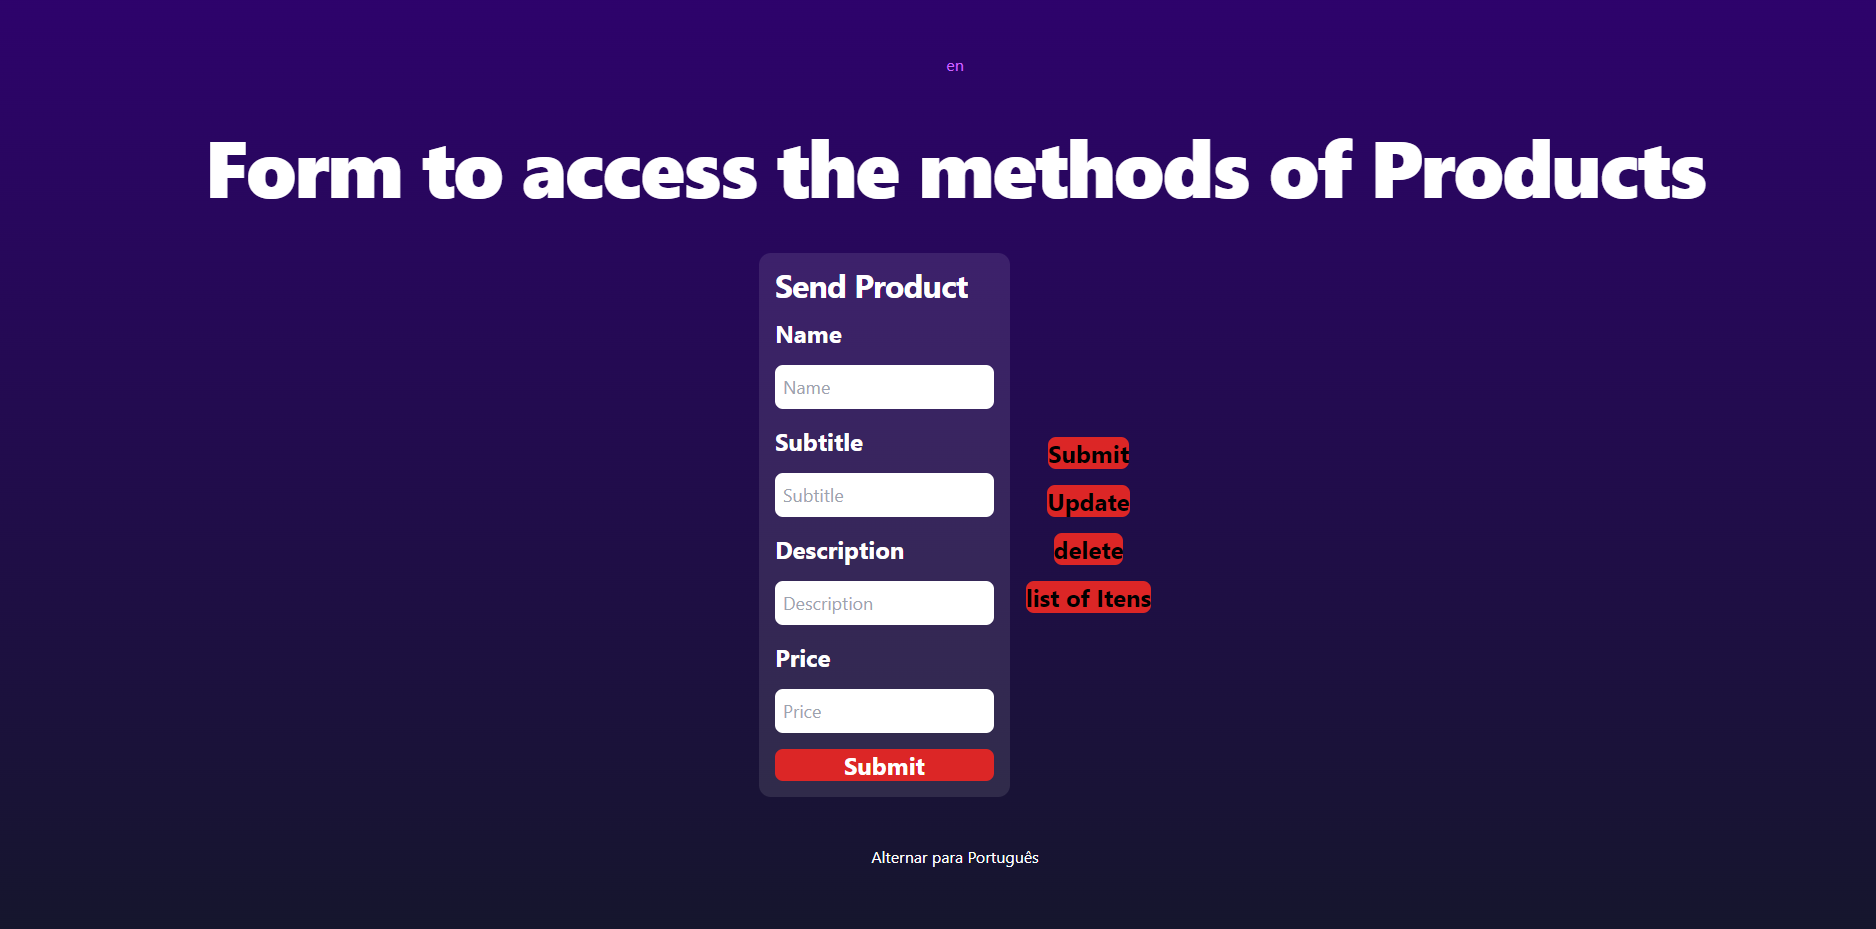 en
Form to access the methods of Products
Send Product
Name
Name
Subtitle
Subtitle
Description
Description
Price
Price
Submit
Submit
Update
delete
list of Itens
Alternar para Português